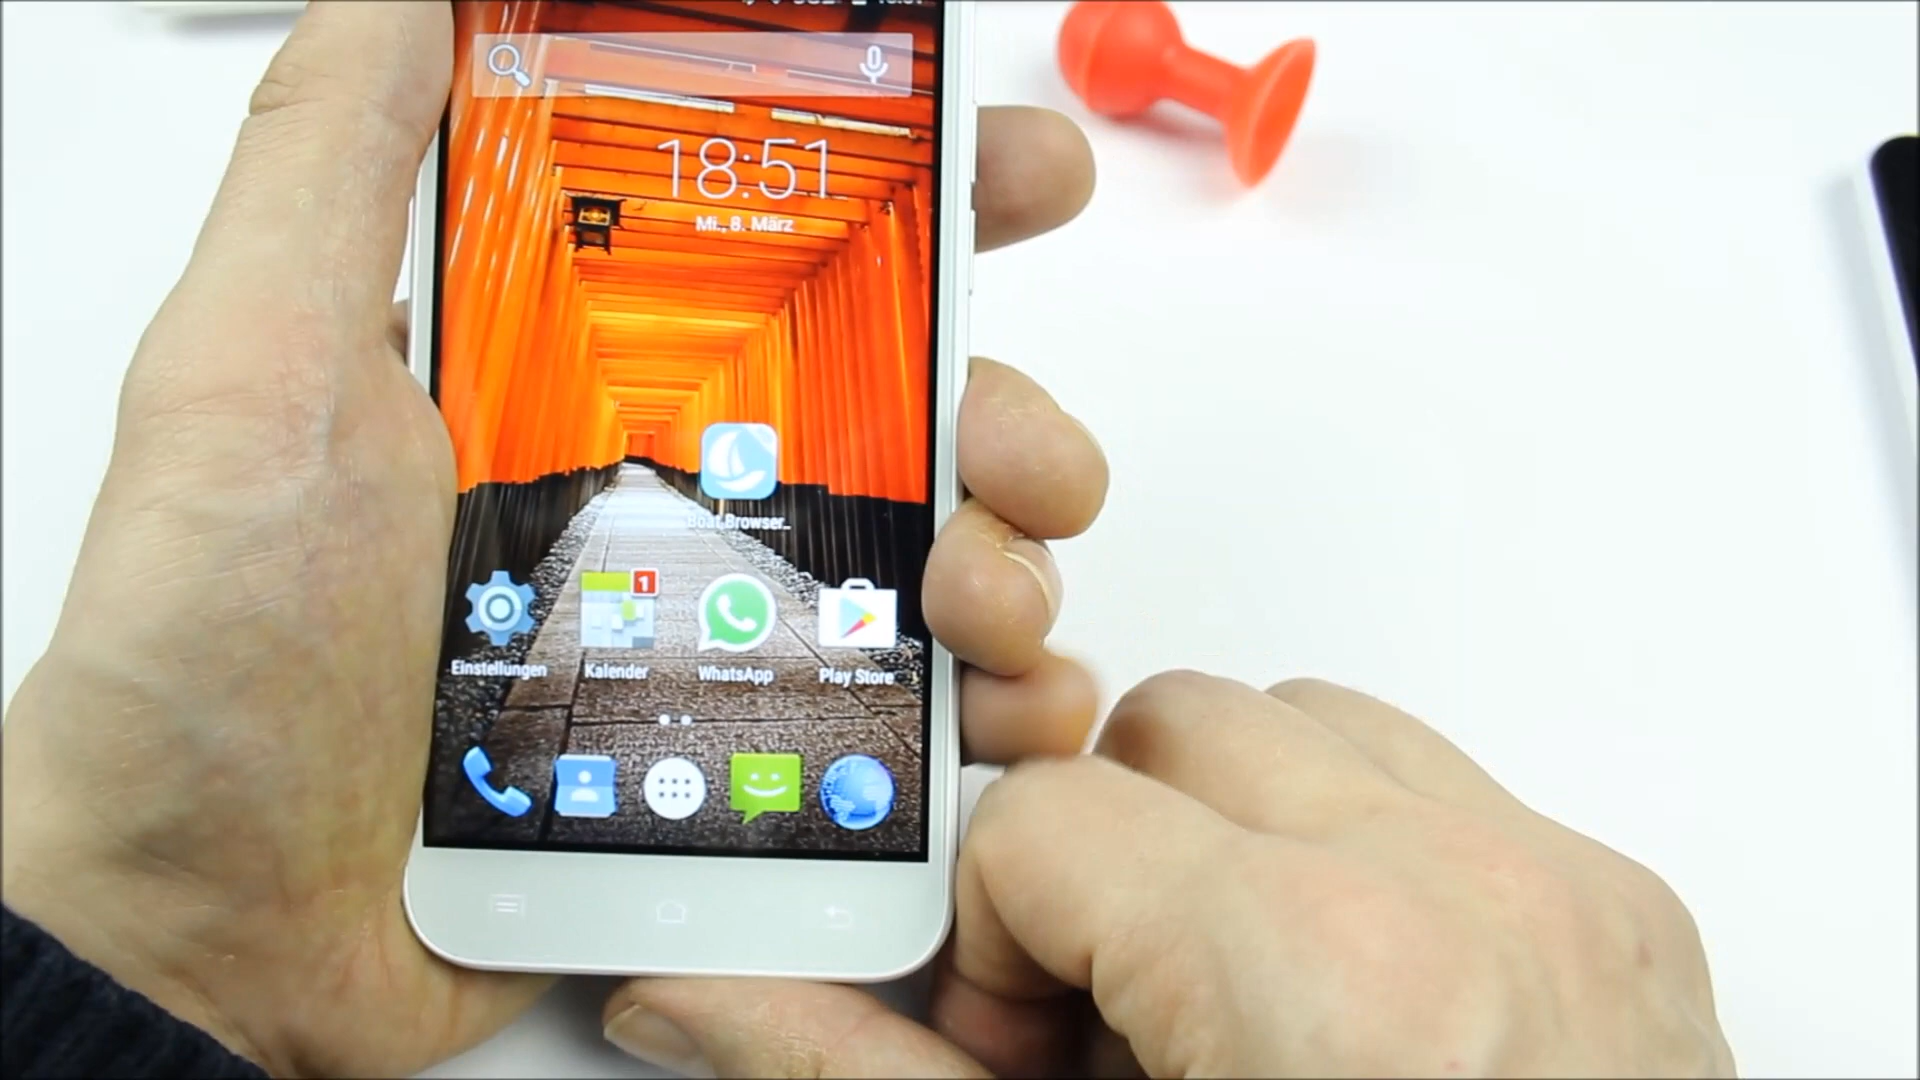 18:51
Mi., 8. März
Boat Browser..
1
Einstellungen
Kalender
WhatsApp
Play Store